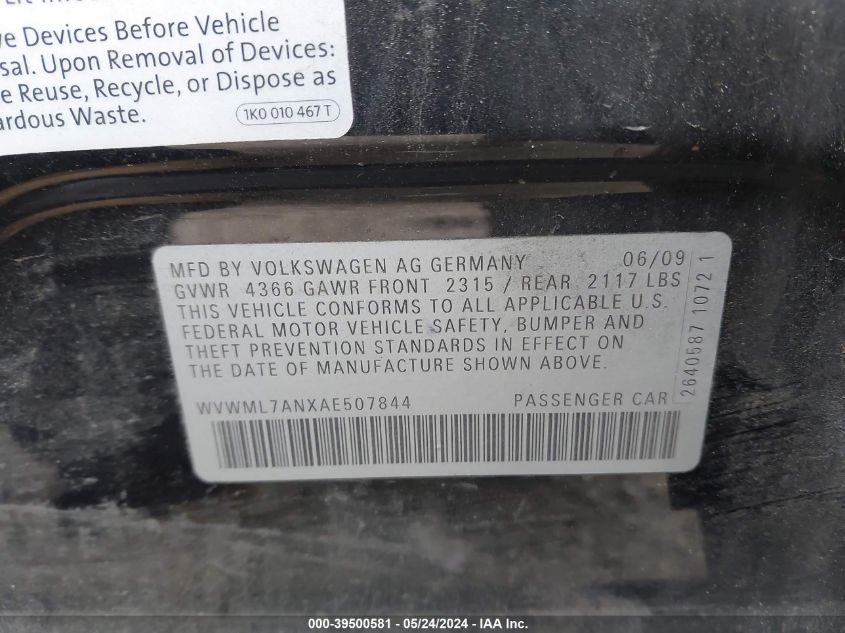 ve Devices Before Vehicle
sal. Upon Removal of Devices:
e Reuse, Recycle, or Dispose as
ardous Waste.
1K0 010 467 T
MFD BY VOLKSWAGEN AG GERMANY 06/09
GVWR 4366 GAWR FRONT 2315 / REAR 2117 LBS
THIS VEHICLE CONFORMS TO ALL APPLICABLE U.S.
FEDERAL MOTOR VEHICLE SAFETY, BUMPER AND
THEFT PREVENTION STANDARDS IN EFFECT ON
THE DATE OF MANUFACTURE SHOWN ABOVE.
WVWML7ANXAE507844 PASSENGER CAR
2640587 10721
000-39500581 - 05/24/2024 - IAA Inc.